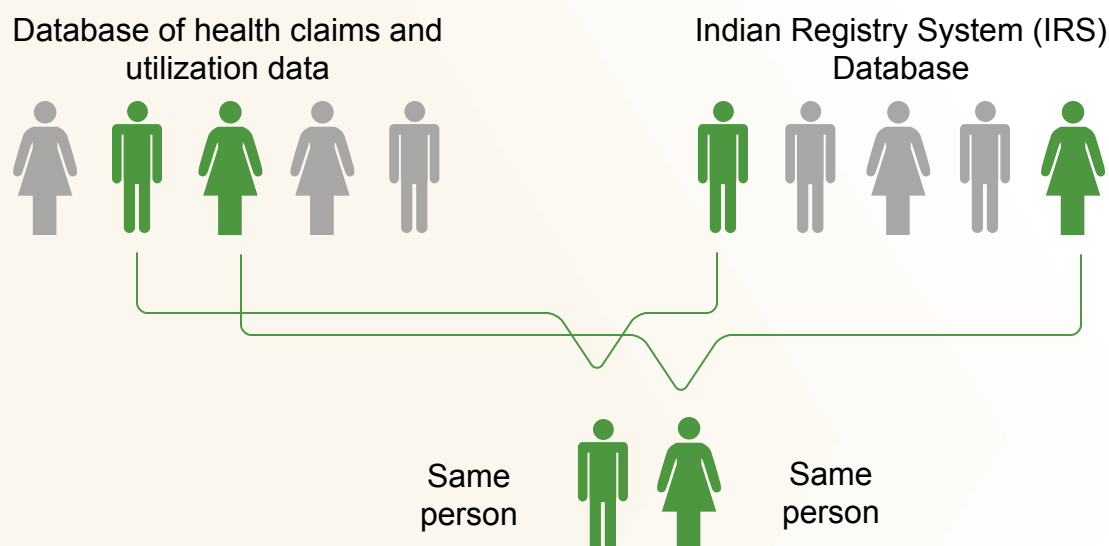 Database of health claims and
utilization data
Indian Registry System (IRS)
Database
Same
person
Same
person